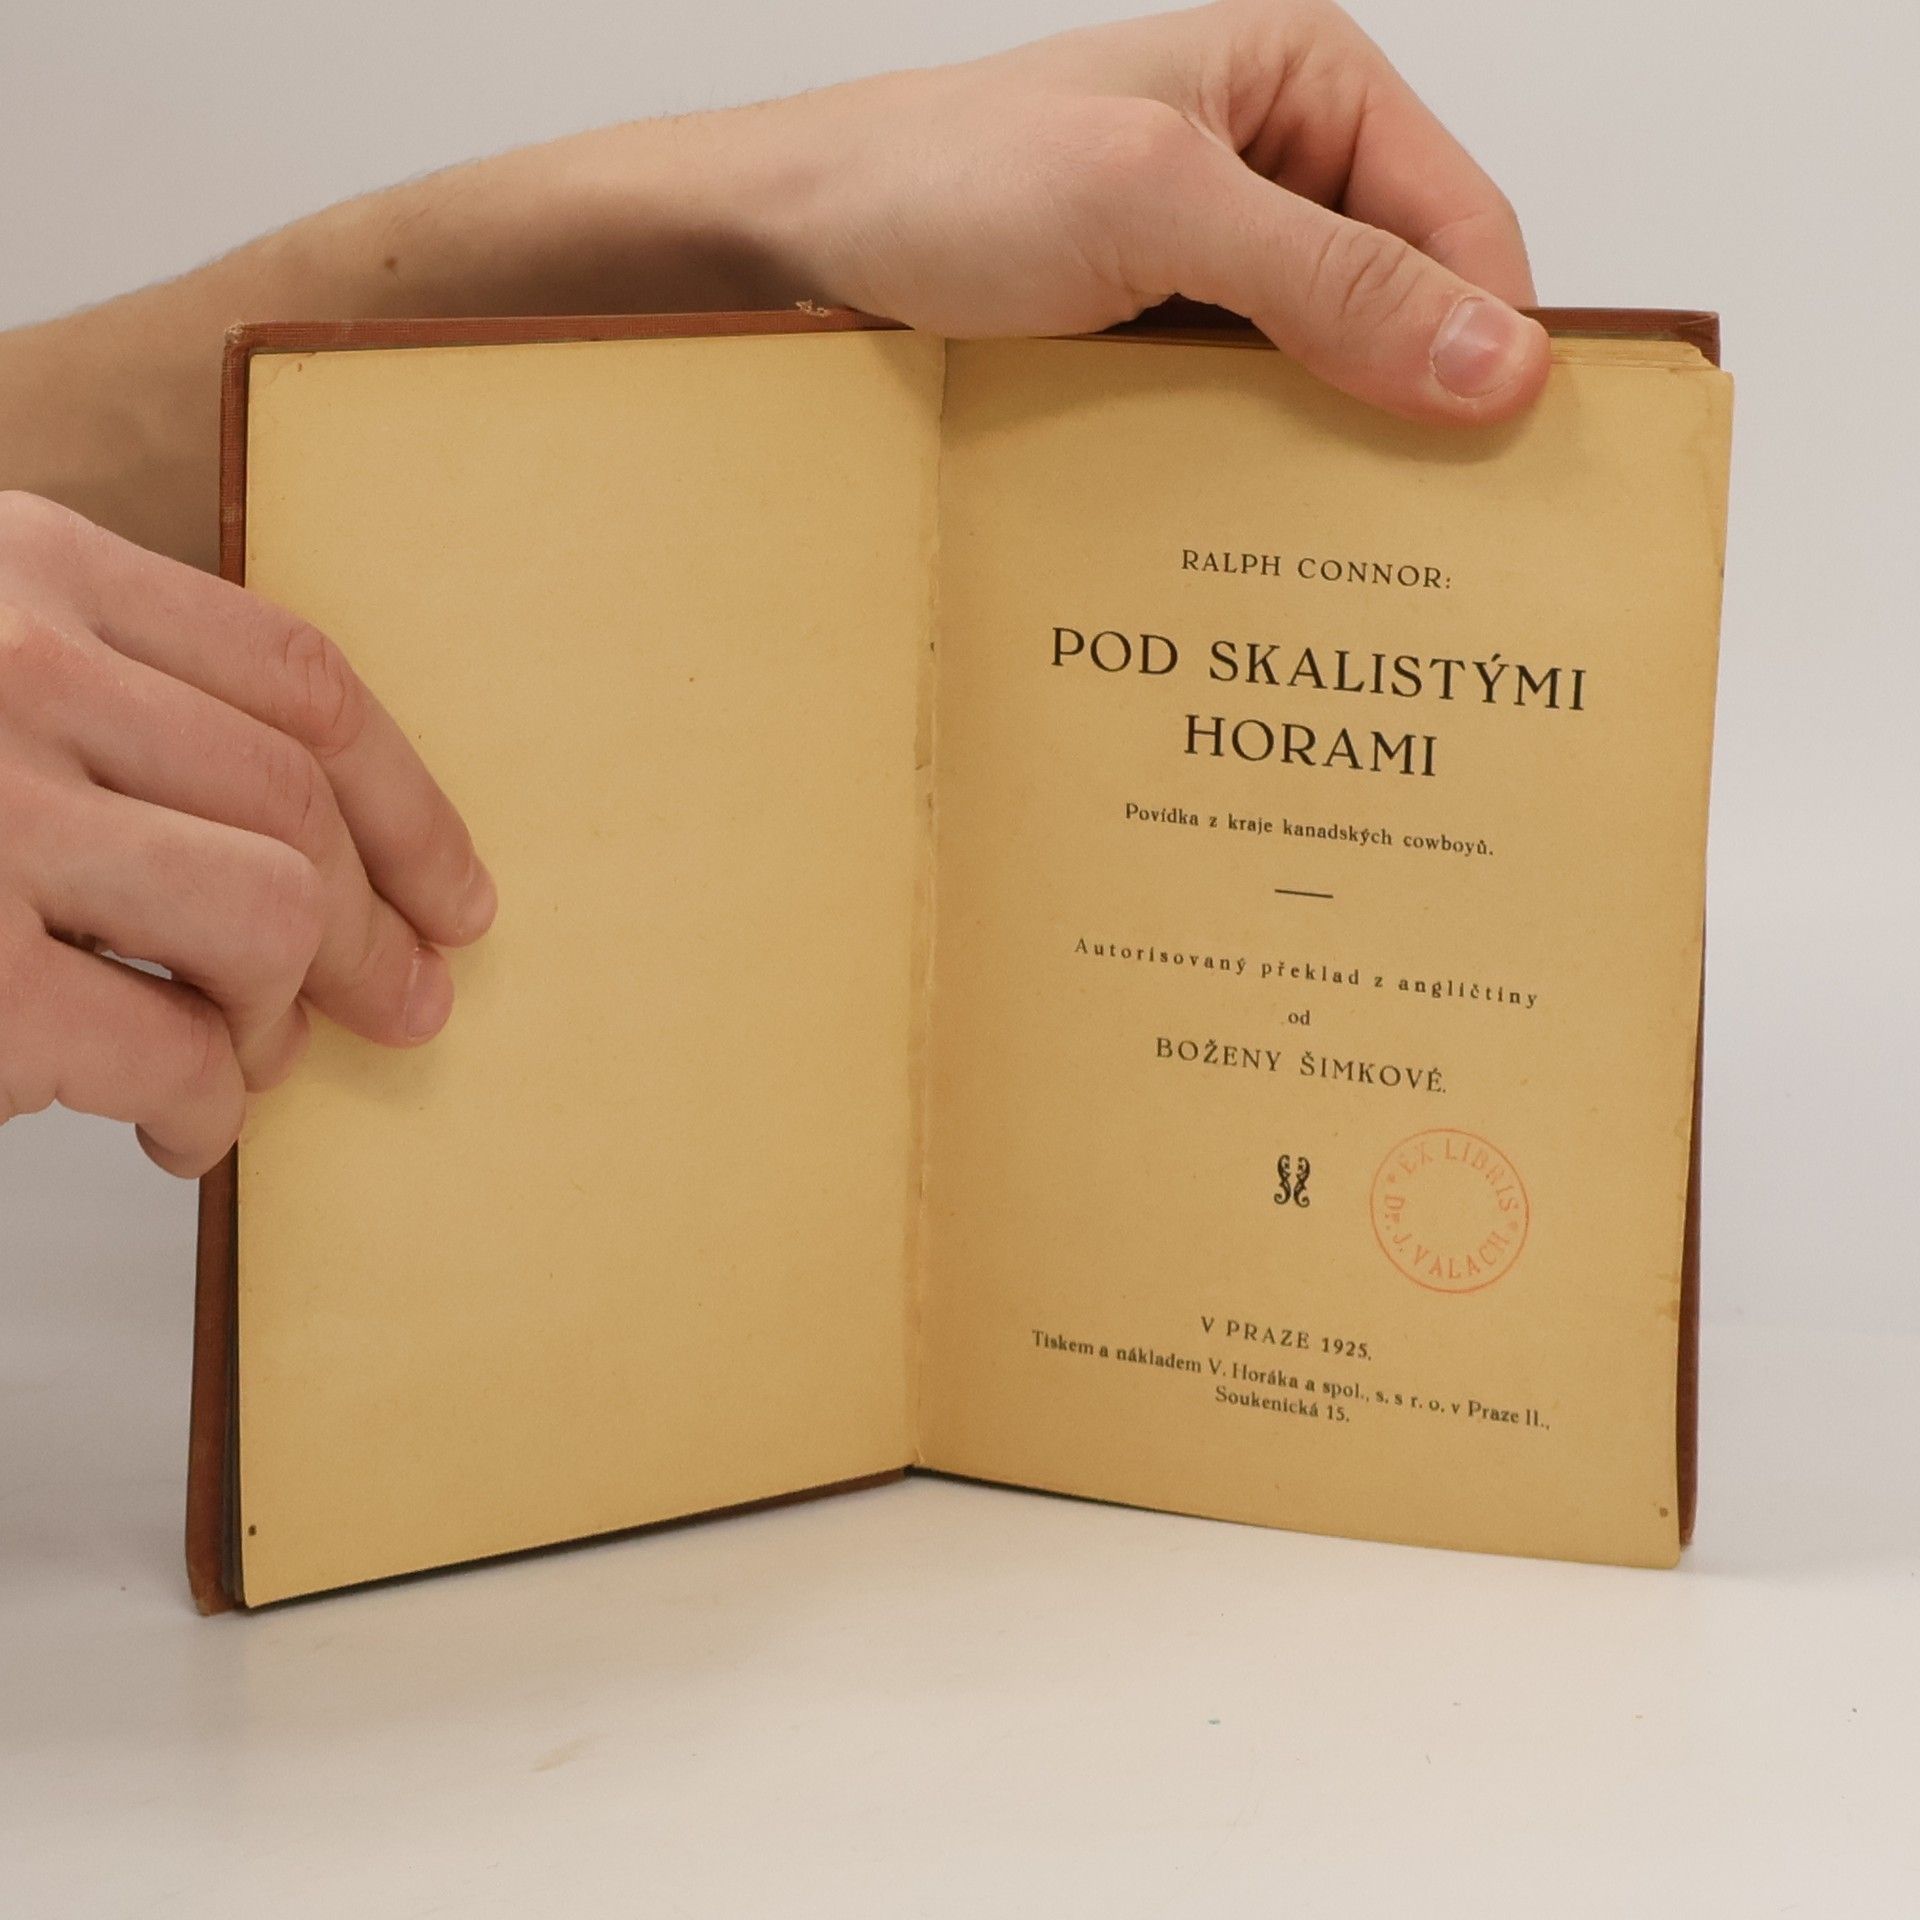 RALPH CONNOR:
POD SKALISTÝMI
HORAMI
Povídka z kraje kanadských cowboyů.
Autorisovaný překlad z angličtiny
od
BOŽENY ŠIMKOVÉ.
EX LIBRIS
Dr. J. VALACH
V PRAZE 1925.
Tiskem a nákladem V. Horáka a spol., s. s r. o. v Praze II.,
Soukenická 15.